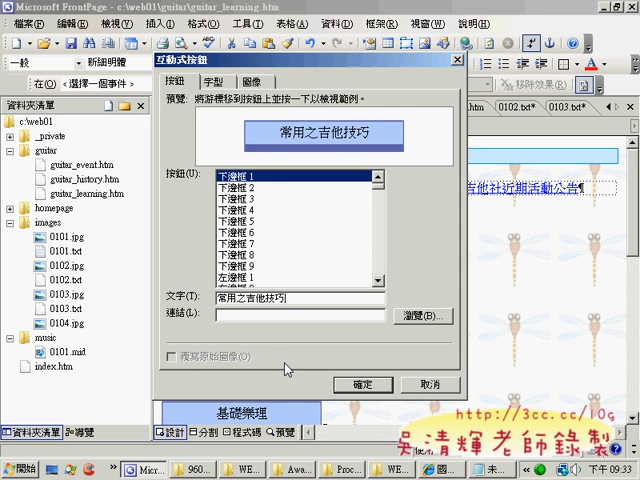 Microsoft FrontPage - c:\web01\guitar\guitar_learning.htm
檔案(F) 編輯(E) 檢視(V) 插入(I) 格式(O) 工具(T) 表格(A) 資料(D) 框架(R) 視窗(W) 說明(H)
一般 新細明體
在(O) <選擇一個事件> 移除效果(R)
資料夾清單
c:\web01
_private
guitar
guitar_event.htm
guitar_history.htm
guitar_learning.htm
homepage
images
0101.jpg
0101.txt
0102.jpg
0102.txt
0103.jpg
0103.txt
0104.jpg
music
0101.mid
index.htm
資料夾清單 導覽
互動式按鈕
按鈕 字型 圖像
預覽: 將游標移到按鈕上並按一下以檢視範例。
常用之吉他技巧
按鈕(U):
下澄框 1
下澄框 2
下澄框 3
下澄框 4
下澄框 5
下澄框 6
下澄框 7
下澄框 8
下澄框 9
左澄框 1
文字(T): 常用之吉他技巧
連結(L): 瀏覽(B)...
覆寫原始圖像(O)
確定 取消
htm 0102.txt* 0103.txt*
吉他社近期活動公告
基礎樂理
設計 分割 程式碼 預覽
http://3cc.cc/10g
吳清輝老師錄製
開始 Micr... 960... WE... Awa... Proc... WE... 國... 未... 下午 09:33